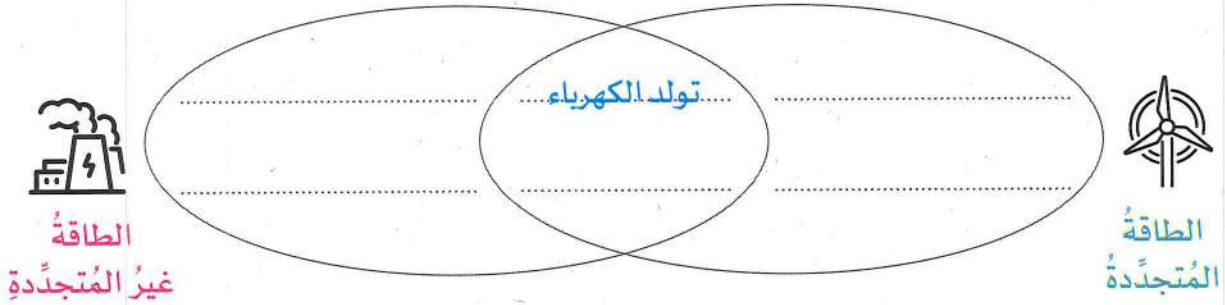 تولد الكهرباء
الطاقةُ
المُتجدِّدةُ
الطاقةُ
غيرُ المُتجدِّدةِ